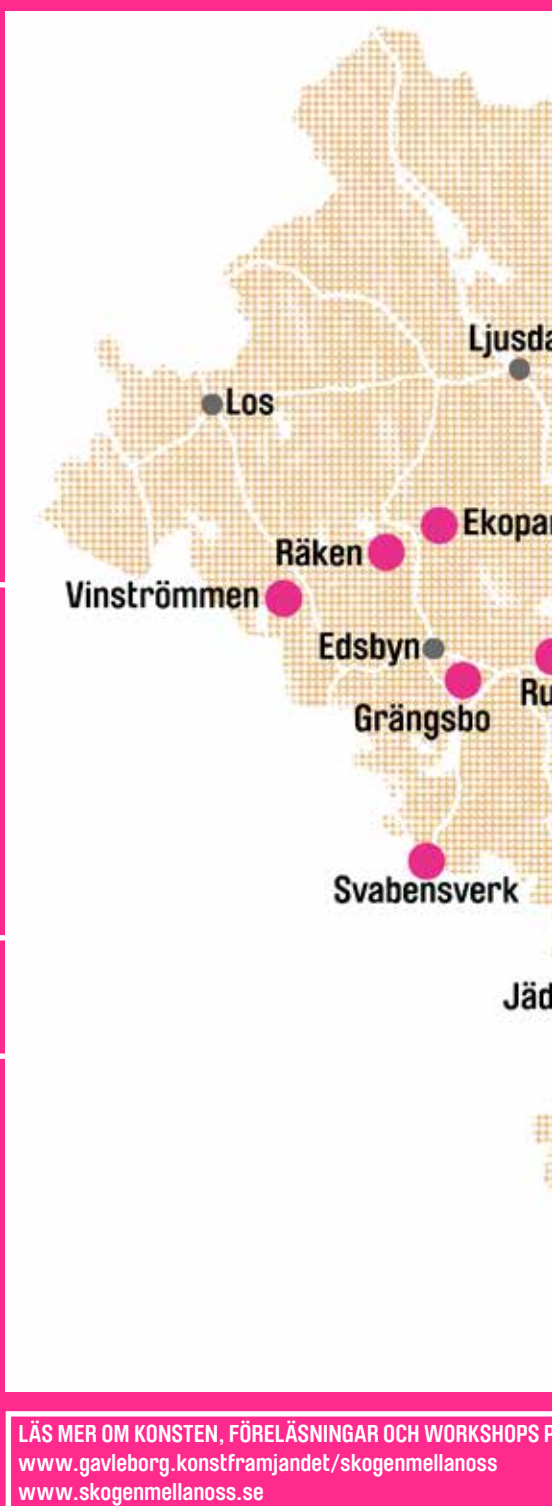 Ljusda
Los
Ekopar
Räken
Vinströmmen
Edsbyn
Ru
Grängsbo
Svabensverk
Jäd
LÄS MER OM KONSTEN, FÖRELÄSNINGAR OCH WORKSHOPS P
www.gavleborg.konstframjandet/skogenmellanoss
www.skogenmellanoss.se